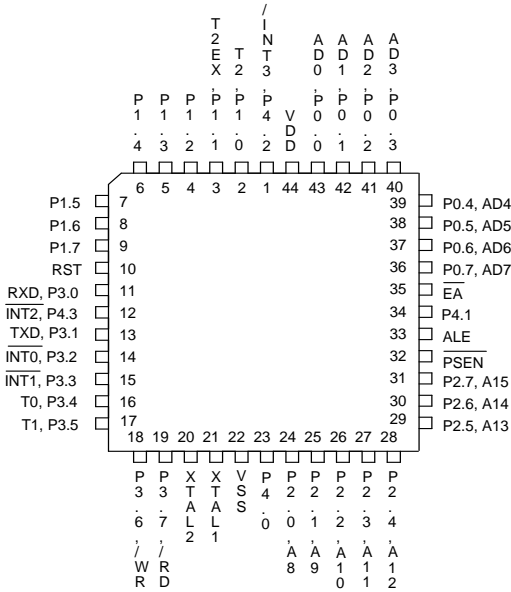 P1.4
P1.3
P1.2
T2EX,P1.1
T2,P1.0
/INT3,P4.2
VDD
AD0,P0.0
AD1,P0.1
AD2,P0.2
AD3,P0.3
6 5 4 3 2 1 44 43 42 41 40
P1.5 7
P1.6 8
P1.7 9
RST 10
RXD, P3.0 11
INT2, P4.3 12
TXD, P3.1 13
INT0, P3.2 14
INT1, P3.3 15
T0, P3.4 16
T1, P3.5 17
39 P0.4, AD4
38 P0.5, AD5
37 P0.6, AD6
36 P0.7, AD7
35 EA
34 P4.1
33 ALE
32 PSEN
31 P2.7, A15
30 P2.6, A14
29 P2.5, A13
18 19 20 21 22 23 24 25 26 27 28
P3.6,/WR
P3.7,/RD
XTAL2
XTAL1
VSS
P4.0
P2.0,A8
P2.1,A9
P2.2,A10
P2.3,A11
P2.4,A12